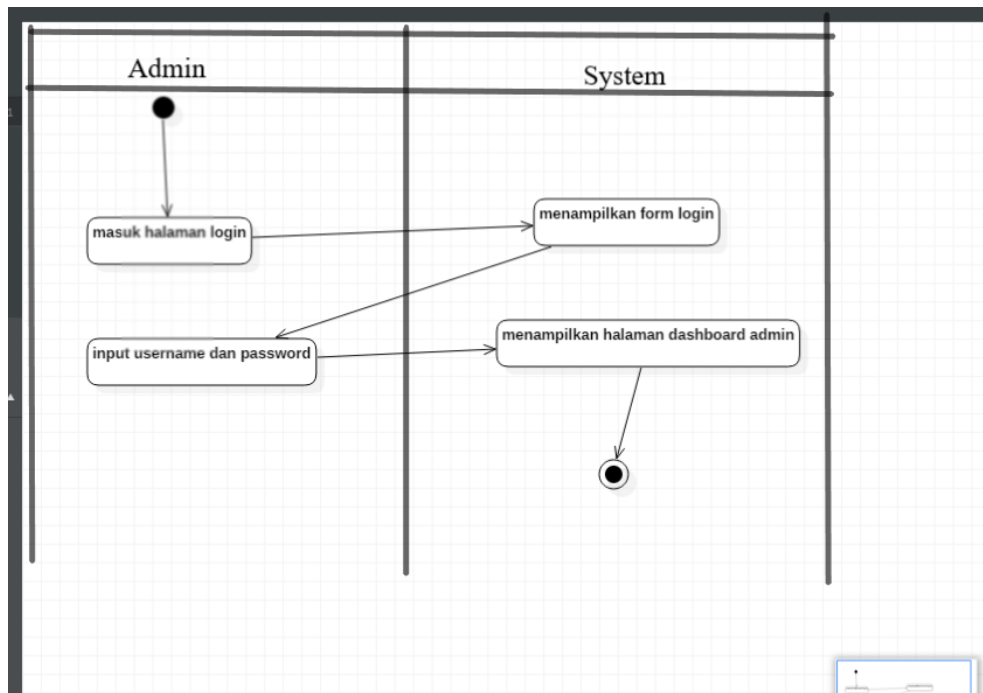 Admin
System
masuk halaman login
menampilkan form login
input username dan password
menampilkan halaman dashboard admin